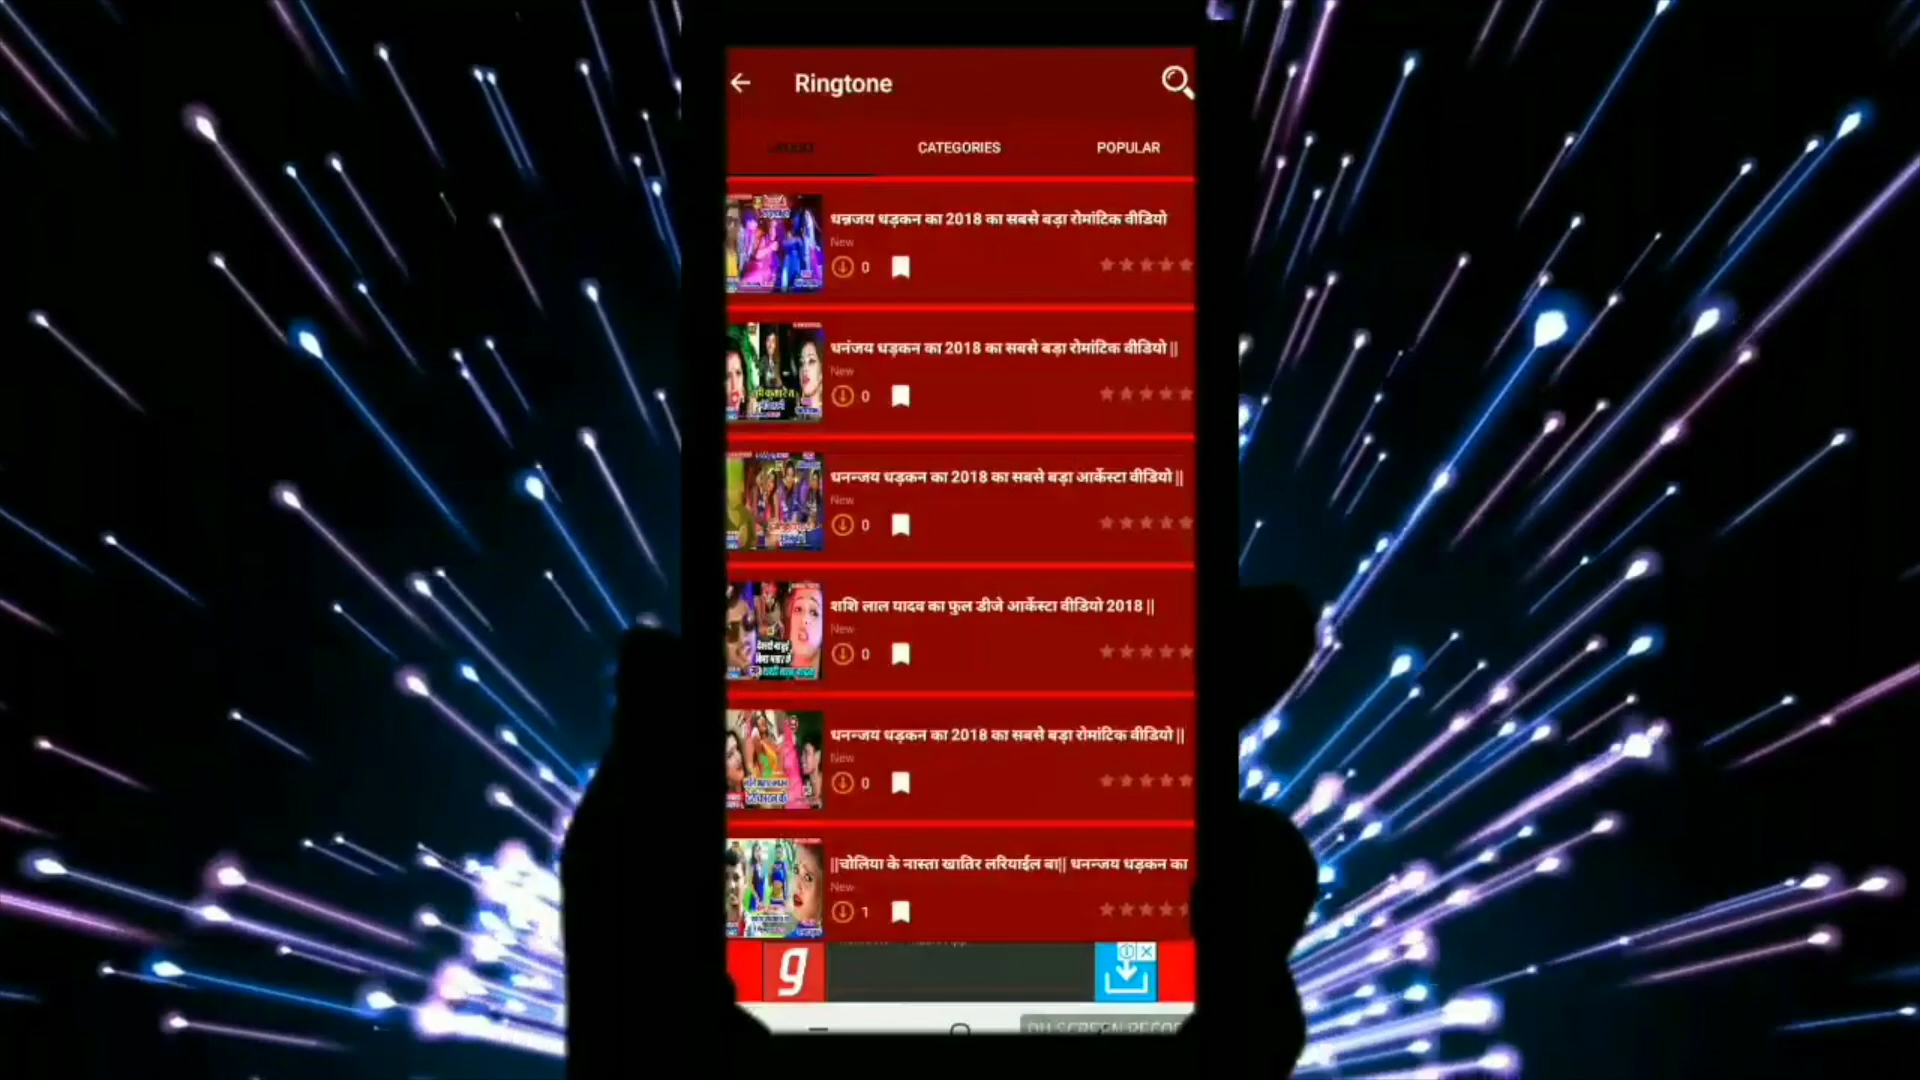 Ringtone
CATEGORIES
POPULAR
धन्नजय धड़कन का 2018 का सबसे बड़ा रोमांटिक वीडियो
New
0
धनंजय धड़कन का 2018 का सबसे बड़ा रोमांटिक वीडियो ||
New
0
धनन्जय धड़कन का 2018 का सबसे बड़ा आर्केस्टा वीडियो ||
New
0
शशि लाल यादव का फुल डीजे आर्केस्टा वीडियो 2018 ||
New
0
धनन्जय धड़कन का 2018 का सबसे बड़ा रोमांटिक वीडियो ||
New
0
||चोलिया के नास्ता खातिर लरियाईल बा|| धनन्जय धड़कन का
New
1
g